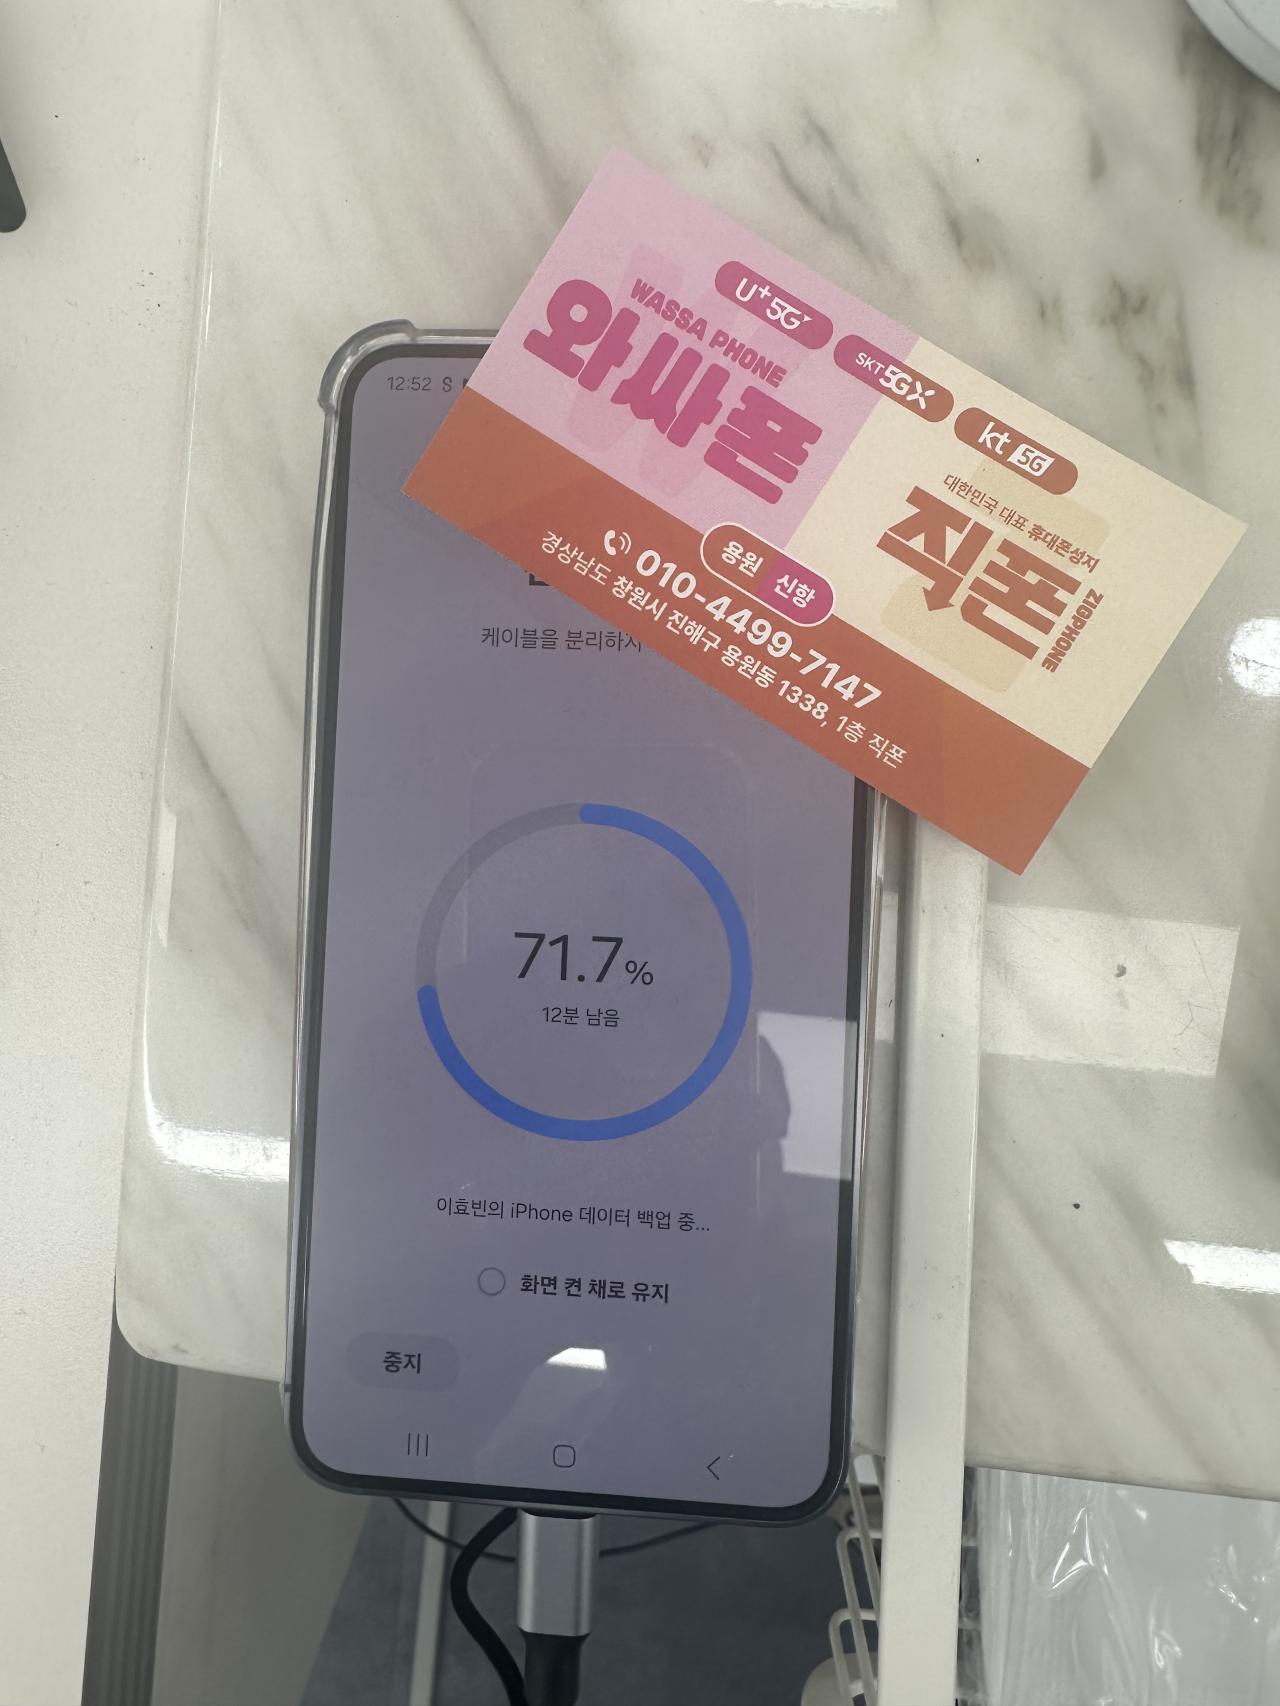 U+5G
SKT 5GX
kt 5G
WASSA PHONE
와싸폰
대한민국 대표 휴대폰성지
직폰
ZIGPHONE
용원 신항
010-4499-7147
경상남도 창원시 진해구 용원동 1338, 1층 직폰
12:52 S
케이블을 분리하지
71.7%
12분 남음
이효빈의 iPhone 데이터 백업 중...
화면 켠 채로 유지
중지